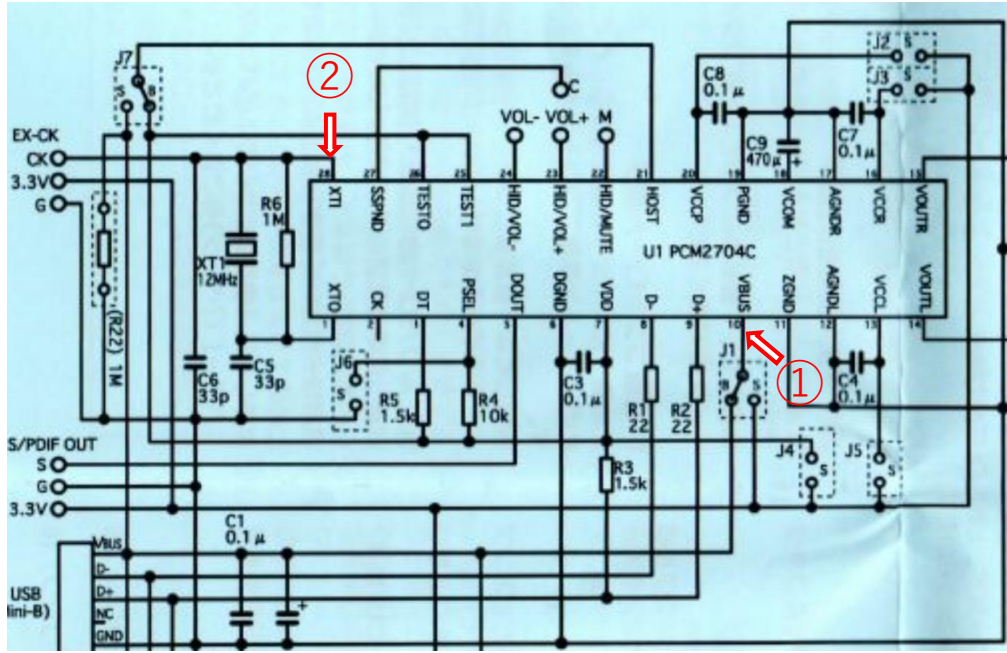 J7
②
S
B
C
VOL- VOL+ M
C8
0.1μ
J2
S
J3
S
C9
470μ
+
C7
0.1μ
EX-CK
CK
3.3V
G
R6
1M
XT1
12MHz
(R22) 1M
28 27 26 25 24 23 22 21 20 19 18 17 16 15
XTI
SSPND
TEST0
TEST1
HID/VOL-
HID/VOL+
HID/MUTE
HOST
VCCP
PGND
VCOM
AGNDR
VCCR
VOUTR
U1 PCM2704C
XTO
CK
DT
PSEL
DOUT
DGND
VDD
D-
D+
VBUS
ZGND
AGNDL
VCCL
VOUTL
1 2 1 4 5 6 7 8 9 10 11 12 13 14
C6
33p
C5
33p
J6
S
R5
1.5k
R4
10k
C3
0.1μ
R1
22
R2
22
J1
B
S
①
C4
0.1μ
J4
S
J5
S
R3
1.5k
S/PDIF OUT
S
G
3.3V
C1
0.1μ
+
USB
ini-B)
VBUS
D-
D+
NC
GND